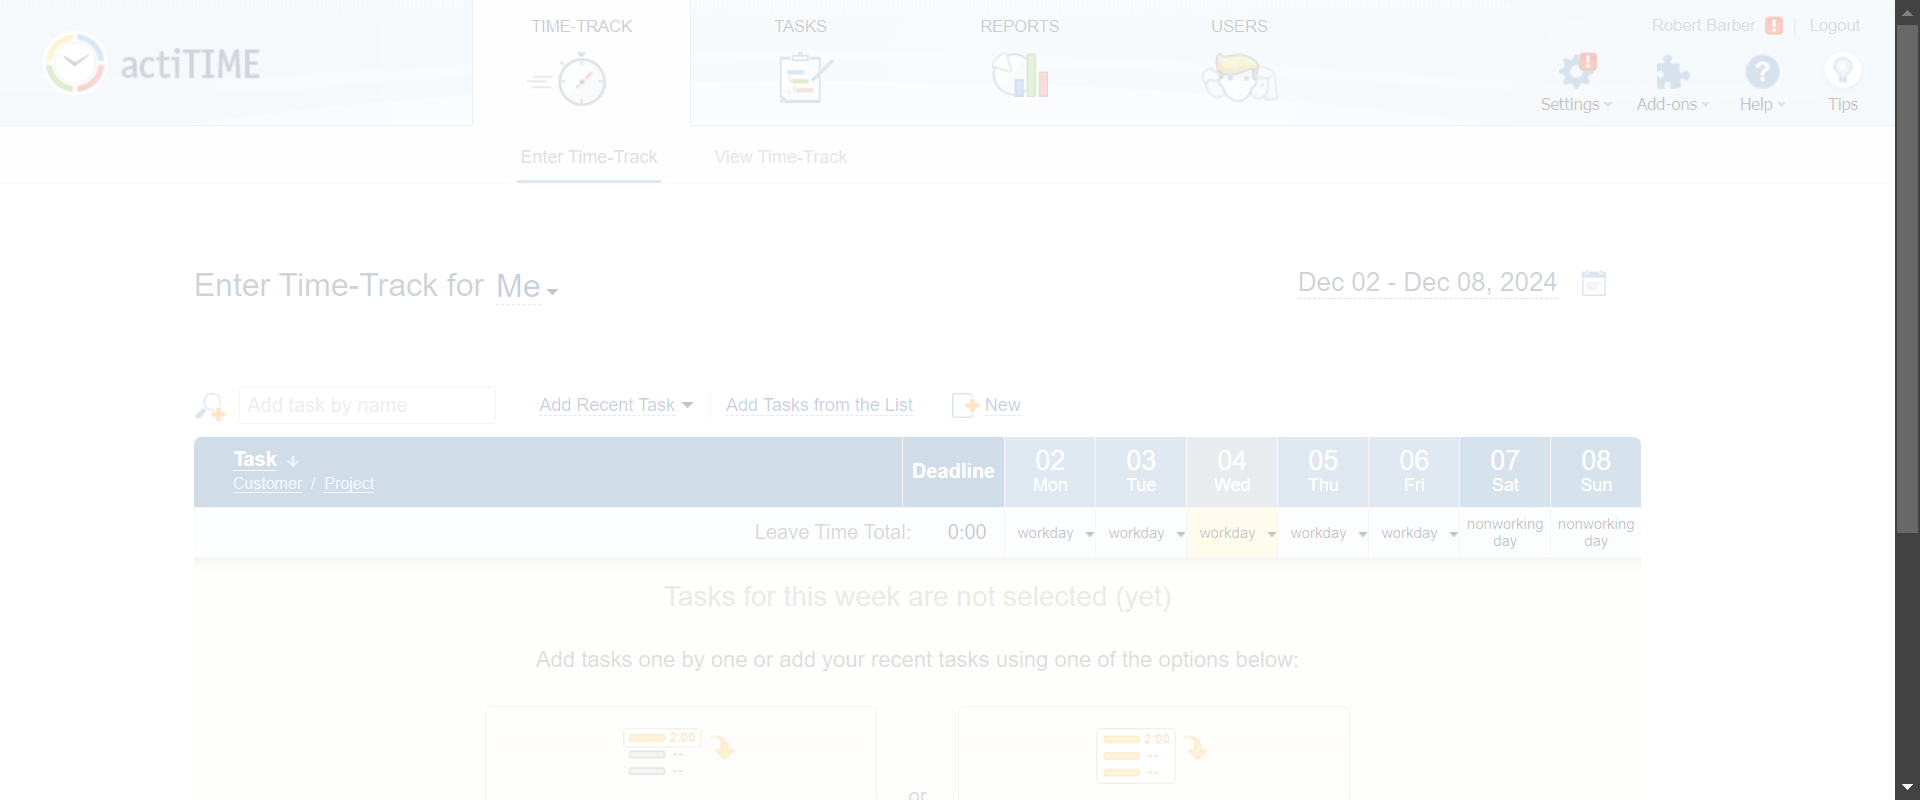 TIME-TRACK
TASKS
REPORTS
USERS
Robert Barber ! | Logout
actiTIME
Settings
Add-ons
Help
Tips
Enter Time-Track
View Time-Track
Enter Time-Track for Me
Dec 02 - Dec 08, 2024
Add task by name
Add Recent Task
Add Tasks from the List
New
Task
Customer / Project
Deadline
02 Mon
03 Tue
04 Wed
05 Thu
06 Fri
07 Sat
08 Sun
Leave Time Total: 0:00
workday
workday
workday
workday
workday
nonworking day
nonworking day
Tasks for this week are not selected (yet)
Add tasks one by one or add your recent tasks using one of the options below:
2:00
--
--
or
2:00
--
--